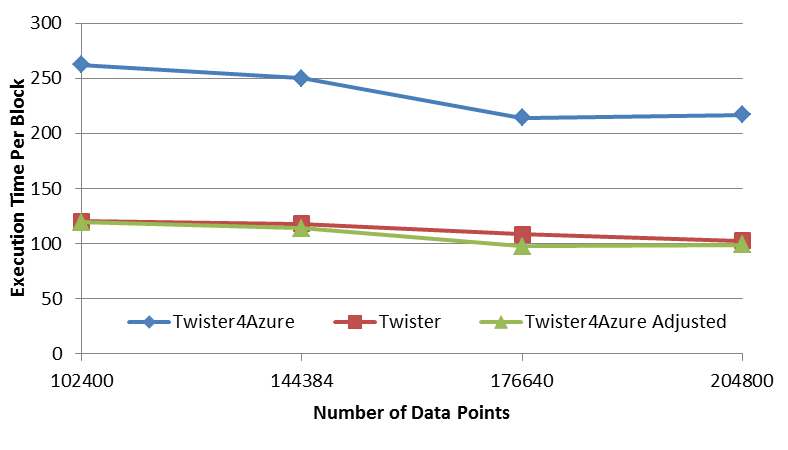 300
250
200
150
100
50
0
Execution Time Per Block
Twister4Azure
Twister
Twister4Azure Adjusted
102400
144384
176640
204800
Number of Data Points